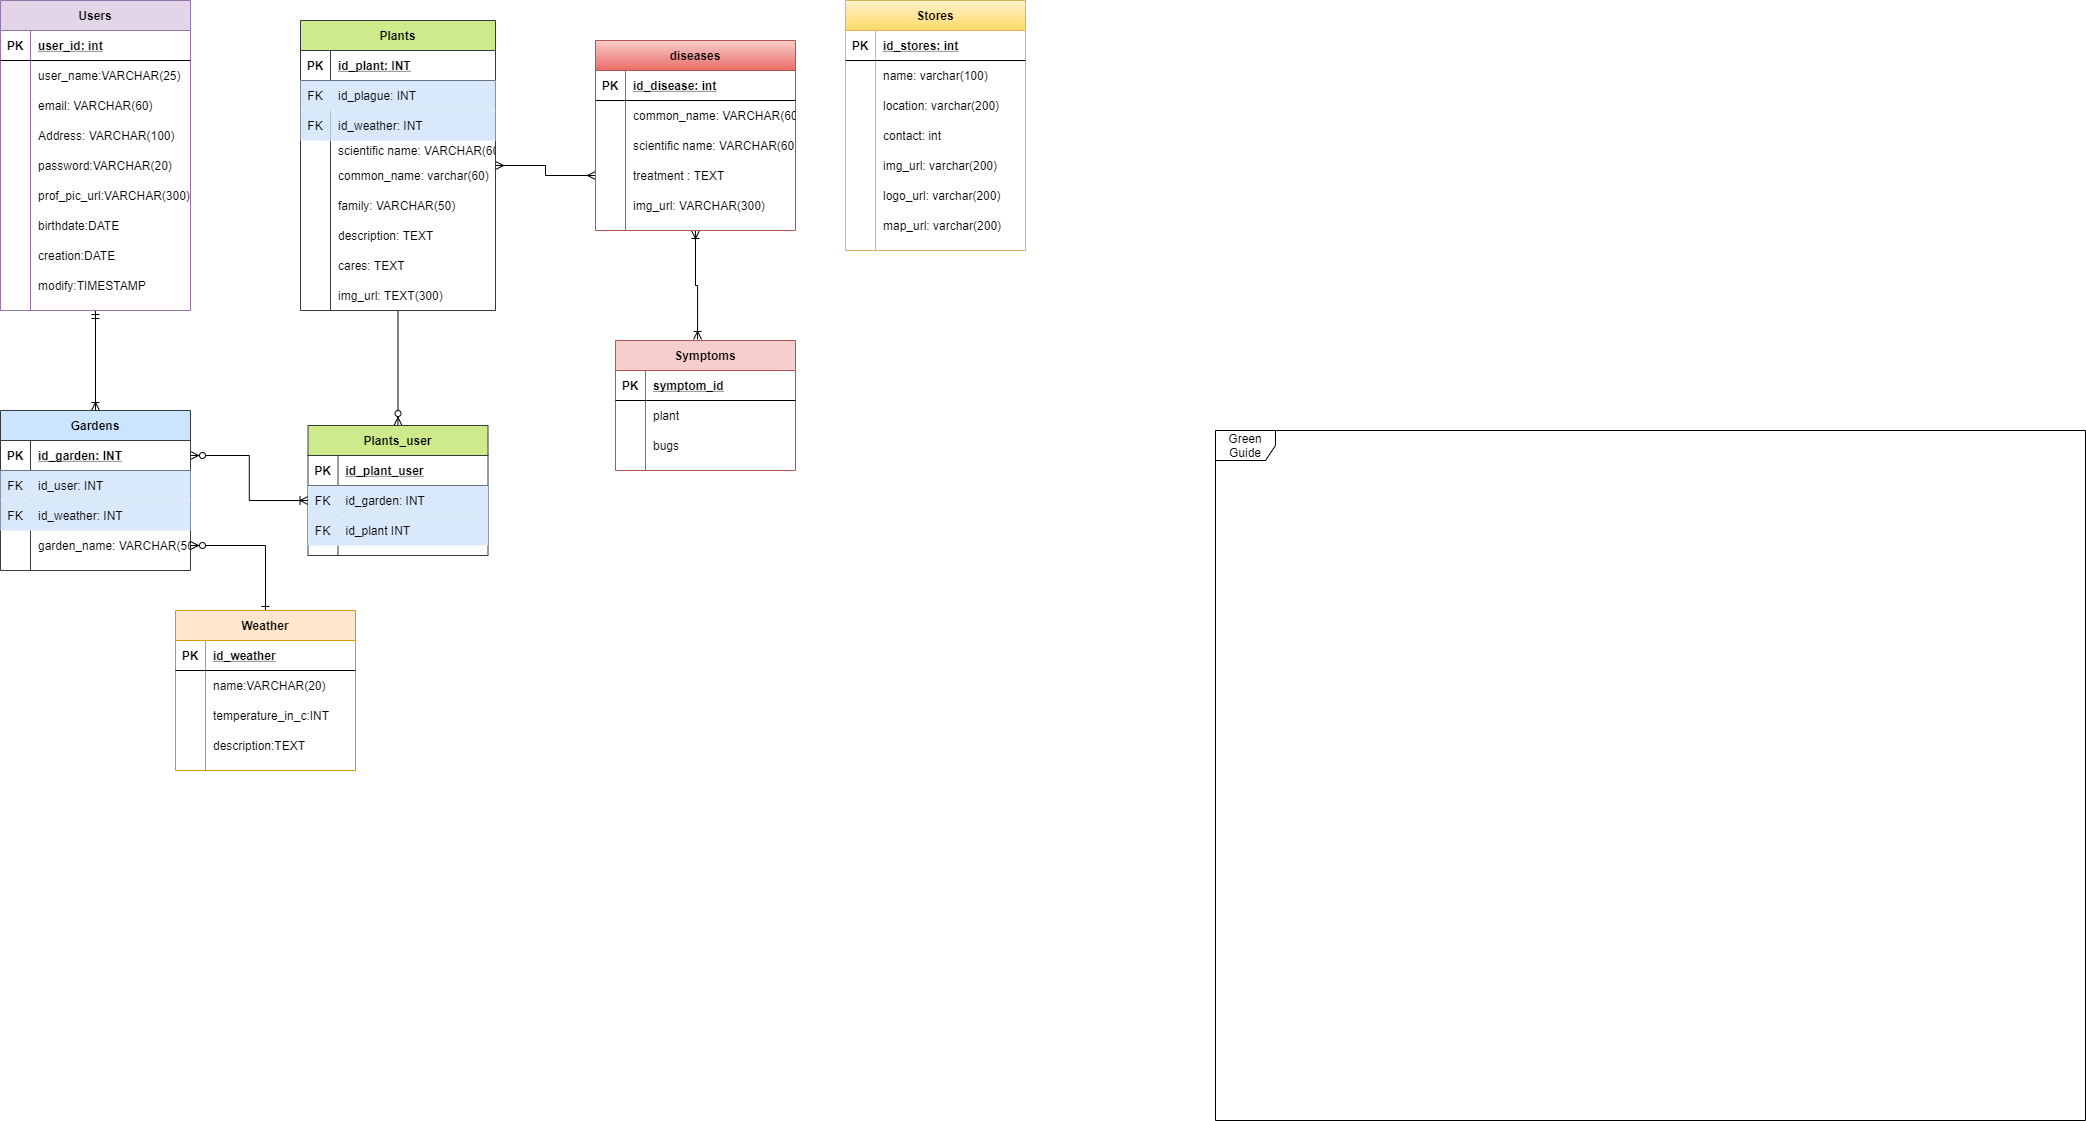 Users
PK user_id: int
user_name:VARCHAR(25)
email: VARCHAR(60)
Address: VARCHAR(100)
password:VARCHAR(20)
prof_pic_url:VARCHAR(300)
birthdate:DATE
creation:DATE
modify:TIMESTAMP
Plants
PK id_plant: INT
FK id_plague: INT
FK id_weather: INT
scientific name: VARCHAR(60
common_name: varchar(60)
family: VARCHAR(50)
description: TEXT
cares: TEXT
img_url: TEXT(300)
diseases
PK id_disease: int
common_name: VARCHAR(60
scientific name: VARCHAR(60
treatment : TEXT
img_url: VARCHAR(300)
Stores
PK id_stores: int
name: varchar(100)
location: varchar(200)
contact: int
img_url: varchar(200)
logo_url: varchar(200)
map_url: varchar(200)
Symptoms
PK symptom_id
plant
bugs
Gardens
PK id_garden: INT
FK id_user: INT
FK id_weather: INT
garden_name: VARCHAR(50
Plants_user
PK id_plant_user
FK id_garden: INT
FK id_plant INT
Weather
PK id_weather
name:VARCHAR(20)
temperature_in_c:INT
description:TEXT
Green
Guide